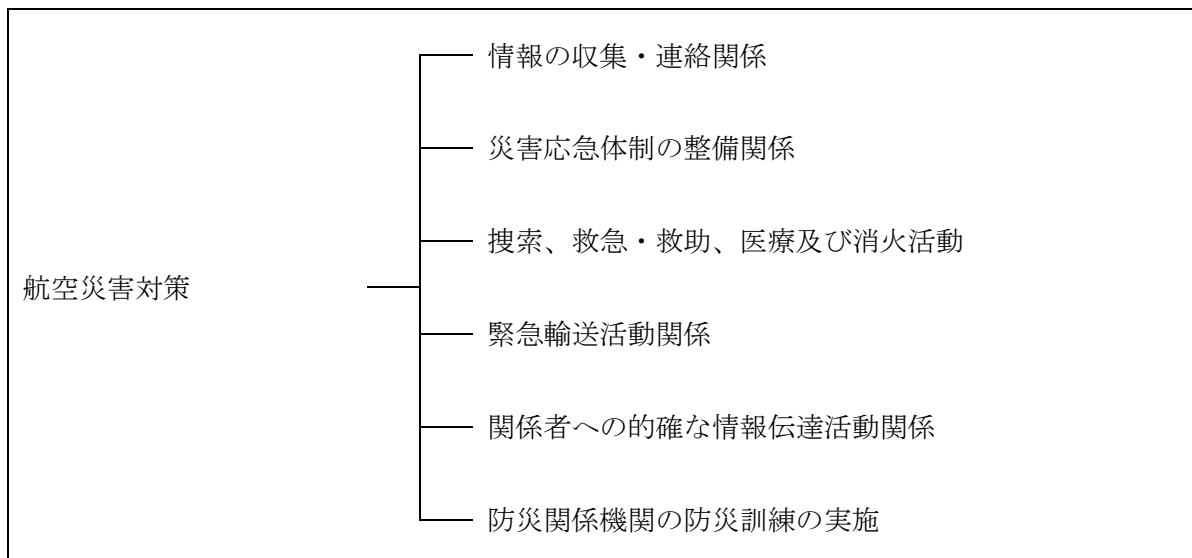 情報の収集・連絡関係
災害応急体制の整備関係
捜索、救急・救助、医療及び消火活動
航空災害対策
緊急輸送活動関係
関係者への的確な情報伝達活動関係
防災関係機関の防災訓練の実施